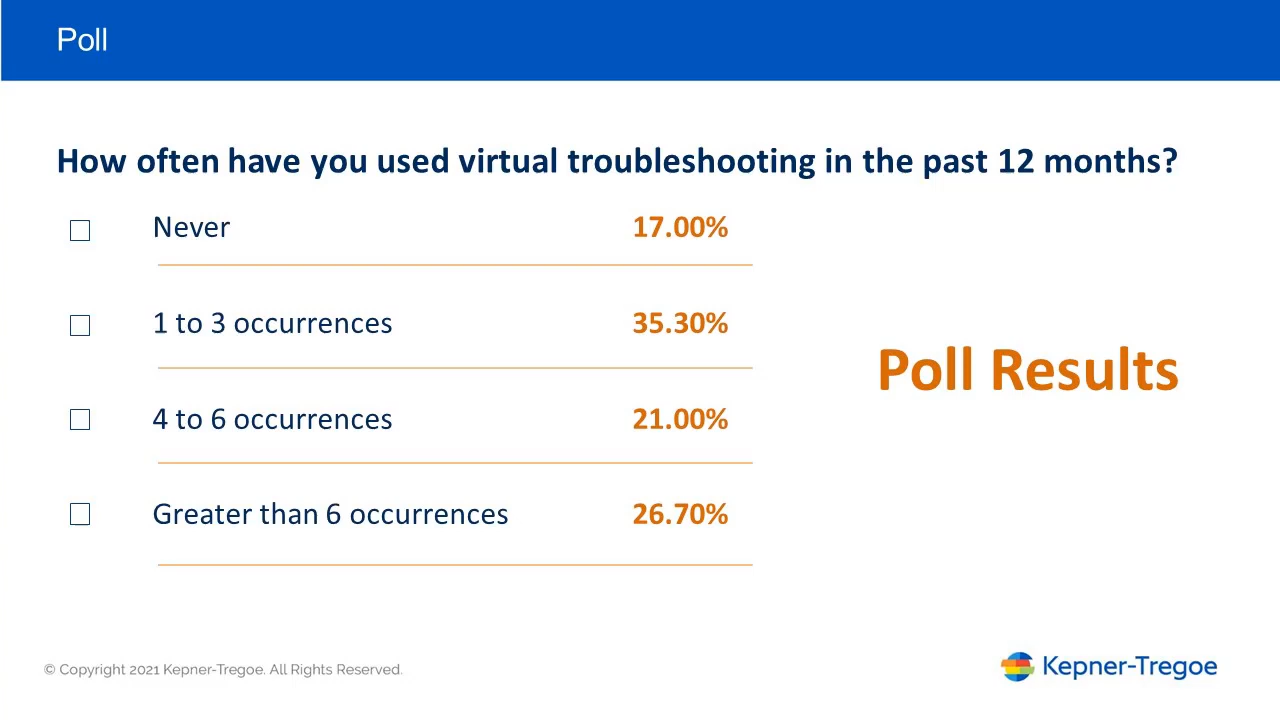 Poll
How often have you used virtual troubleshooting in the past 12 months?
Never 17.00%
1 to 3 occurrences 35.30%
Poll Results
4 to 6 occurrences 21.00%
Greater than 6 occurrences 26.70%
© Copyright 2021 Kepner-Tregoe. All Rights Reserved.
Kepner-Tregoe